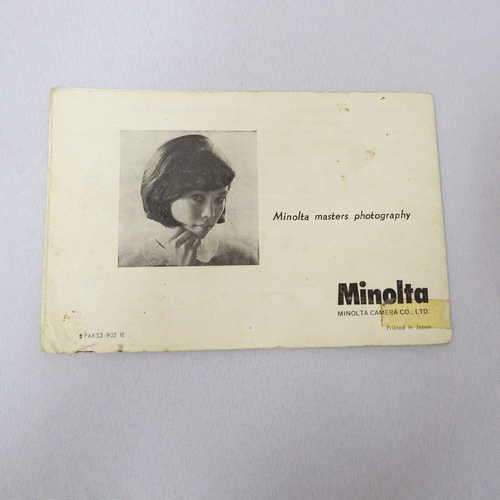 Minolta masters photography
Minolta
MINOLTA CAMERA CO., LTD.
Printed in Japan